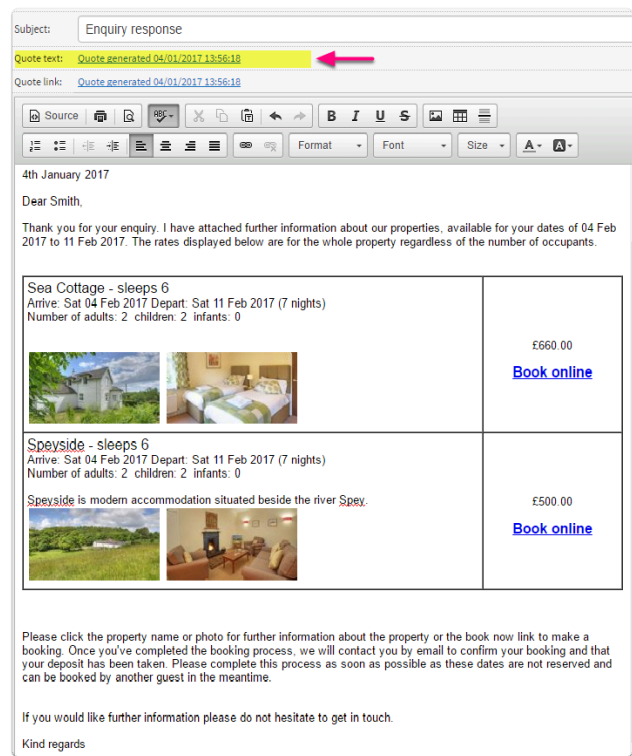 Subject: Enquiry response
Quote text: Quote generated 04/01/2017 13:56:18
Quote link: Quote generated 04/01/2017 13:56:18
Source ABC B I U S
Format Font Size A A
4th January 2017
Dear Smith,
Thank you for your enquiry. I have attached further information about our properties, available for your dates of 04 Feb
2017 to 11 Feb 2017. The rates displayed below are for the whole property regardless of the number of occupants.
Sea Cottage - sleeps 6
Arrive: Sat 04 Feb 2017 Depart: Sat 11 Feb 2017 (7 nights)
Number of adults: 2 children: 2 infants: 0
£660.00
Book online
Speyside - sleeps 6
Arrive: Sat 04 Feb 2017 Depart: Sat 11 Feb 2017 (7 nights)
Number of adults: 2 children: 2 infants: 0
Speyside is modern accommodation situated beside the river Spey.
£500.00
Book online
Please click the property name or photo for further information about the property or the book now link to make a
booking. Once you've completed the booking process, we will contact you by email to confirm your booking and that
your deposit has been taken. Please complete this process as soon as possible as these dates are not reserved and
can be booked by another guest in the meantime.
If you would like further information please do not hesitate to get in touch.
Kind regards